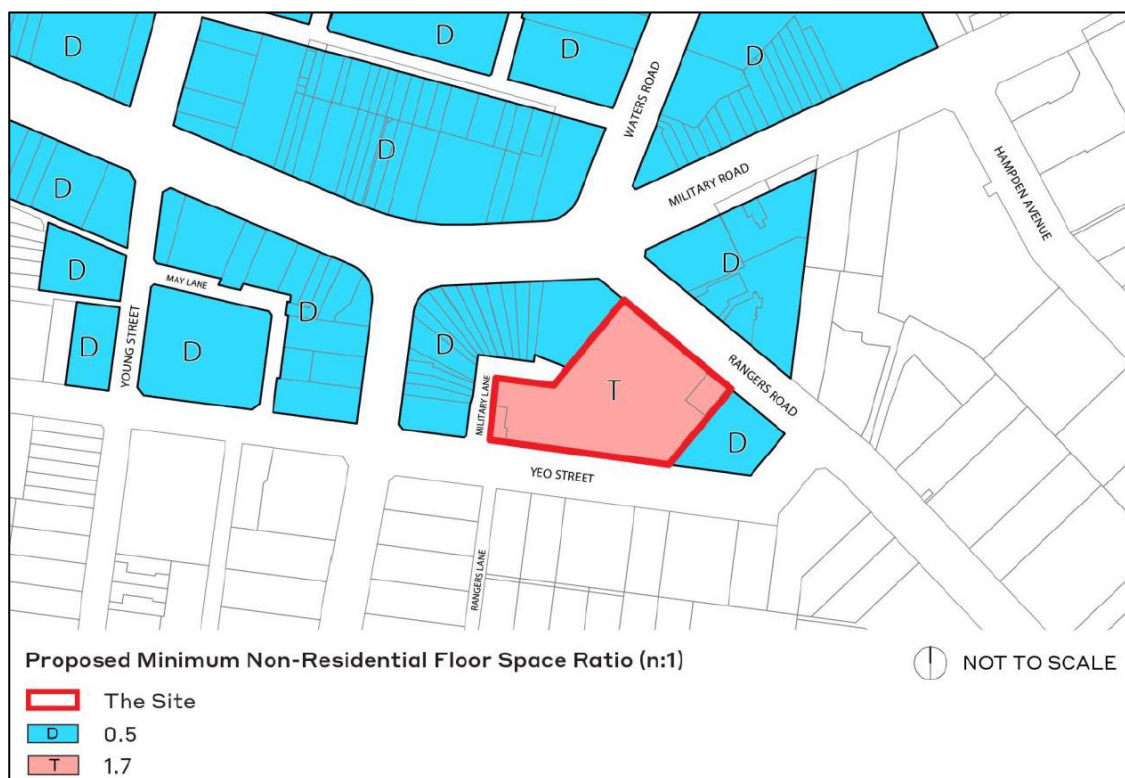 D
D
D
D
WATERS ROAD
D
MILITARY ROAD
HAMPDEN AVENUE
D
D
D
MAY LANE
D
D
D
YOUNG STREET
D
D
MILITARY LANE
T
RANGERS ROAD
D
YEO STREET
RANGERS LANE
Proposed Minimum Non-Residential Floor Space Ratio (n:1)
NOT TO SCALE
The Site
D 0.5
T 1.7